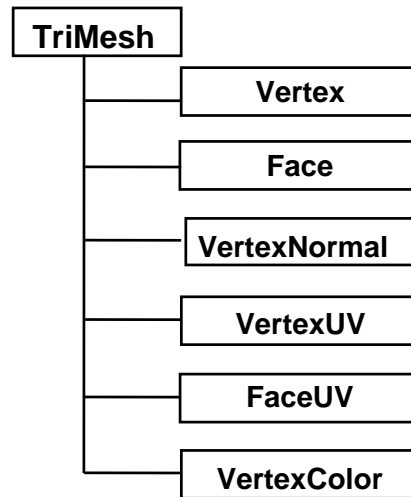 TriMesh
Vertex
Face
VertexNormal
VertexUV
FaceUV
VertexColor